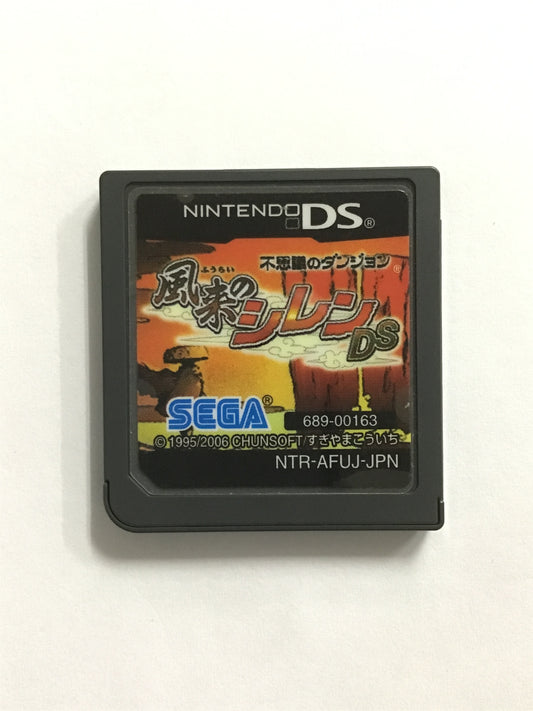 NINTENDO DS®
不思議のダンジョン®
ふうらい
風来のシレンDS
SEGA®
689-00163
© 1995/2006 CHUNSOFT/すぎやまこういち
NTR-AFUJ-JPN